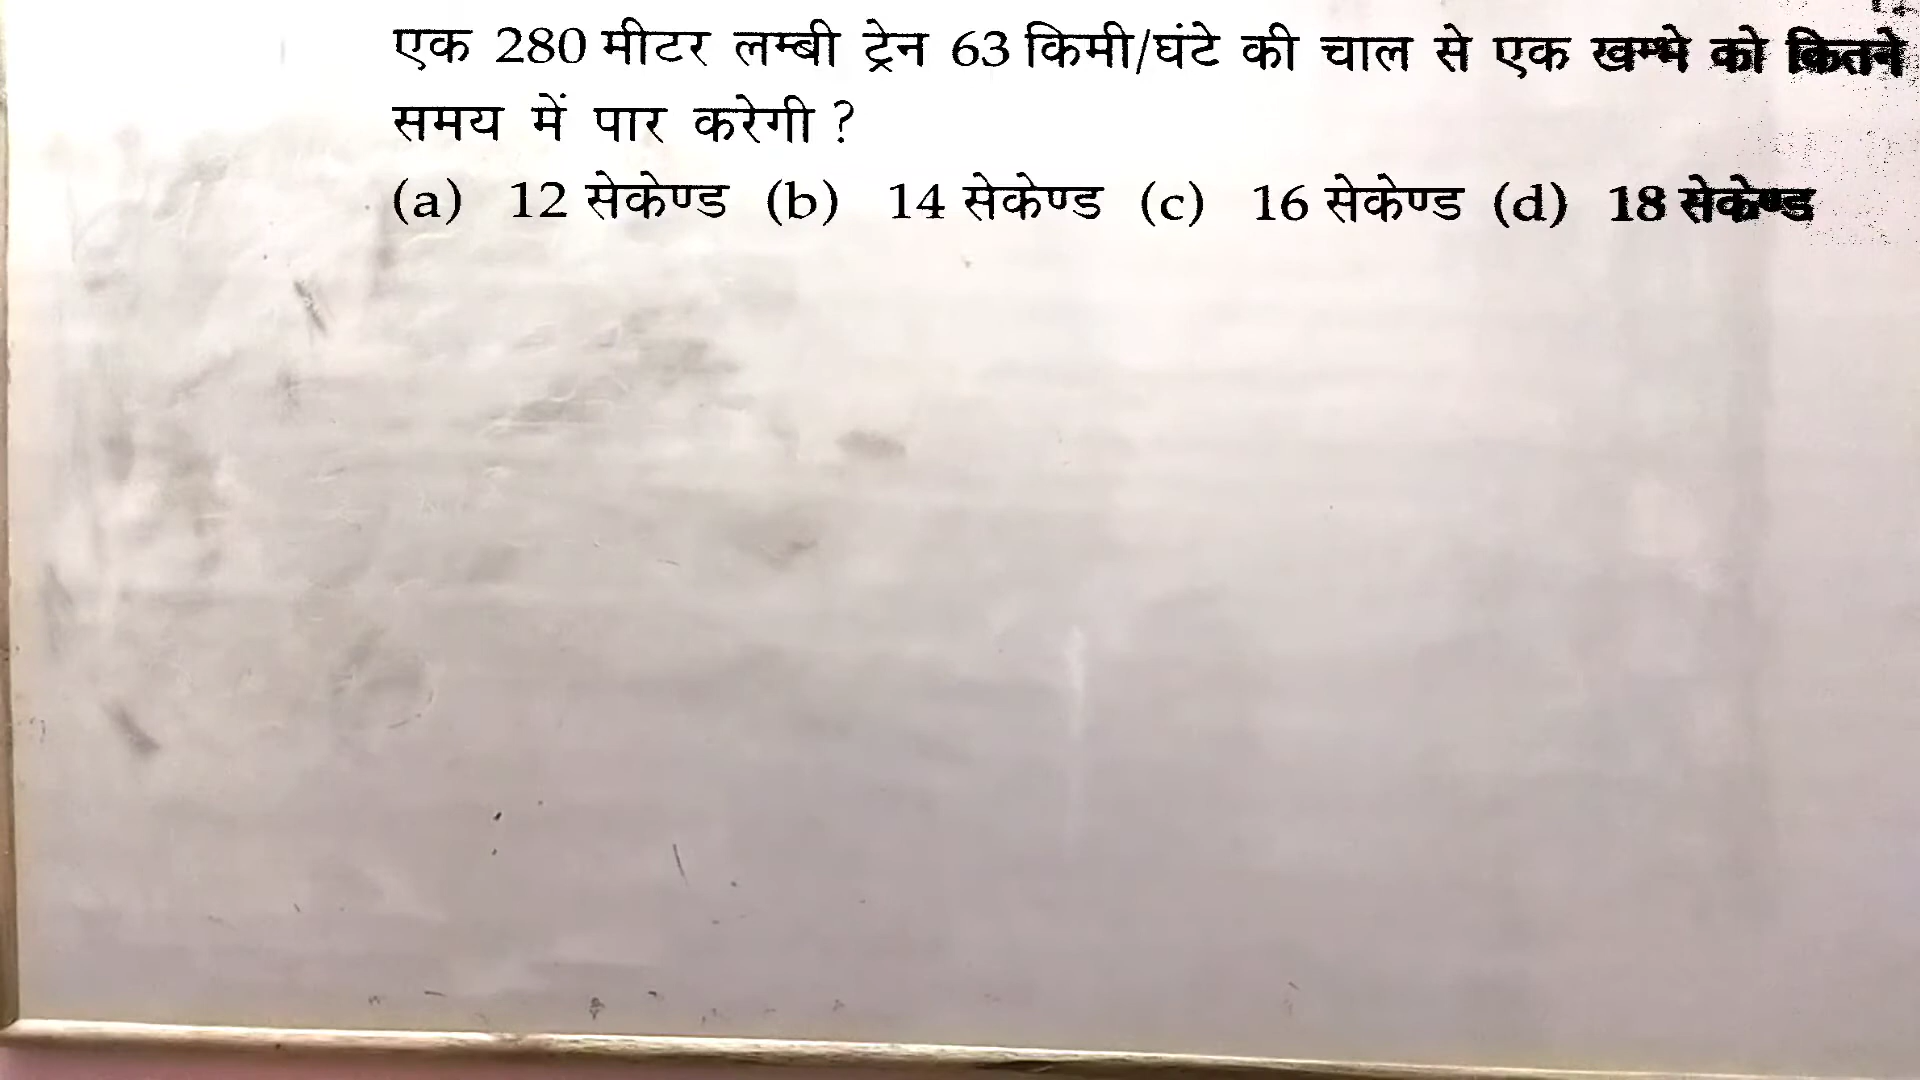 एक 280 मीटर लम्बी ट्रेन 63 किमी/घंटे की चाल से एक खम्भे को कितने
समय में पार करेगी ?
(a) 12 सेकेण्ड (b) 14 सेकेण्ड (c) 16 सेकेण्ड (d) 18 सेकेण्ड